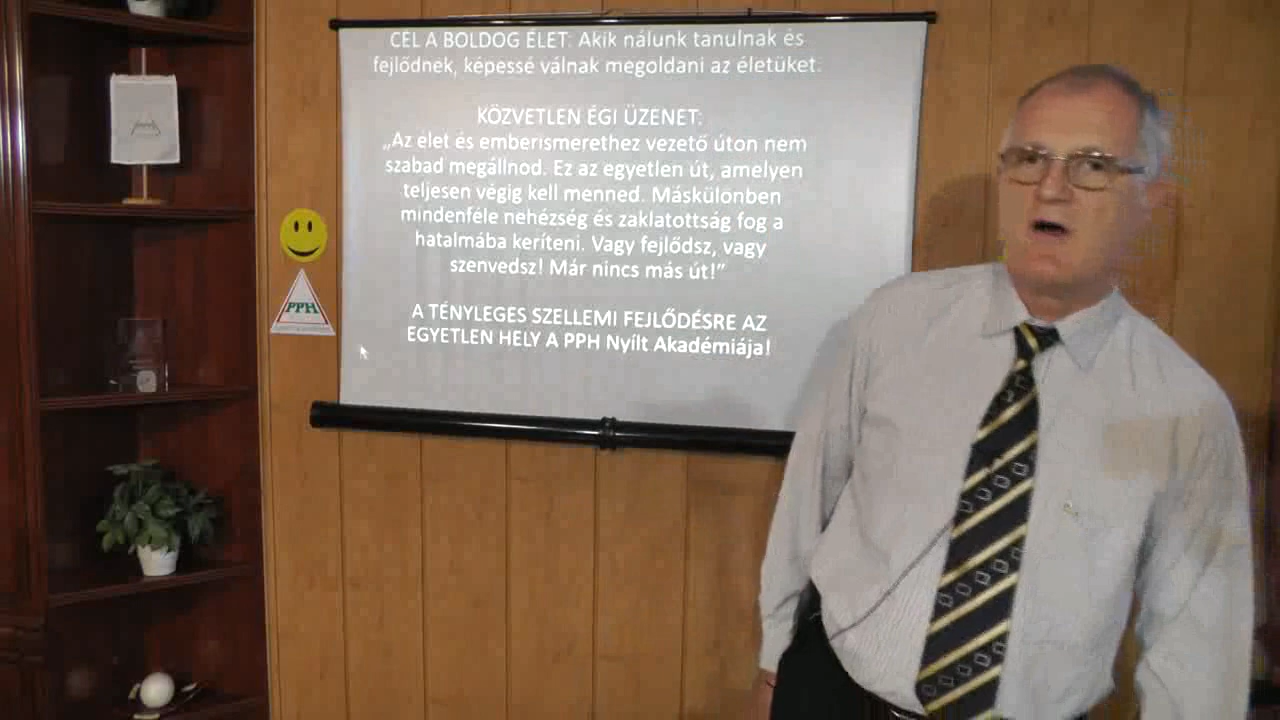 CÉL A BOLDOG ÉLET: Akik nálunk tanulnak és
fejlődnek, képessé válnak megoldani az életüket.
KÖZVETLEN ÉGI ÜZENET:
„Az élet és emberismerethez vezető úton nem
szabad megállnod. Ez az egyetlen út, amelyen
teljesen végig kell menned. Máskülönben
mindenféle nehézség és zaklatottság fog a
hatalmába keríteni. Vagy fejlődsz, vagy
szenvedsz! Már nincs más út!”
A TÉNYLEGES SZELLEMI FEJLŐDÉSRE AZ
EGYETLEN HELY A PPH Nyílt Akadémiája!
PPH